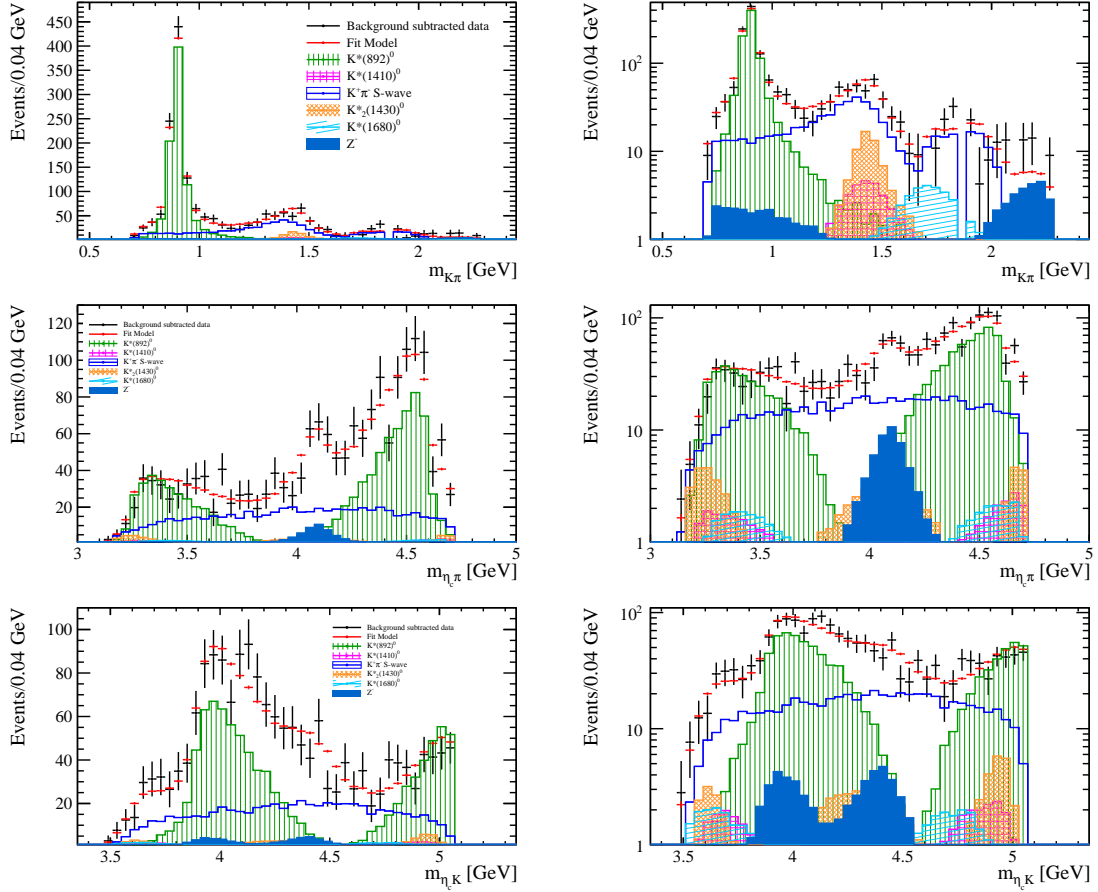 Events/0.04 GeV
450
400
350
300
250
200
150
100
50
Background subtracted data
Fit Model
K*(892)⁰
K*(1410)⁰
K⁺π⁻ S-wave
K*₂(1430)⁰
K*(1680)⁰
Z⁻
0.5 1 1.5 2
m_Kπ [GeV]
Events/0.04 GeV
10²
10
1
0.5 1 1.5 2
m_Kπ [GeV]
Events/0.04 GeV
120
100
80
60
40
20
Background subtracted data
Fit Model
K*(892)⁰
K*(1410)⁰
K⁺π⁻ S-wave
K*₂(1430)⁰
K*(1680)⁰
Z⁻
3 3.5 4 4.5 5
m_η_cπ [GeV]
Events/0.04 GeV
10²
10
1
3 3.5 4 4.5 5
m_η_cπ [GeV]
Events/0.04 GeV
100
80
60
40
20
Background subtracted data
Fit Model
K*(892)⁰
K*(1410)⁰
K⁺π⁻ S-wave
K*₂(1430)⁰
K*(1680)⁰
Z⁻
3.5 4 4.5 5
m_η_cK [GeV]
Events/0.04 GeV
10²
10
1
3.5 4 4.5 5
m_η_cK [GeV]